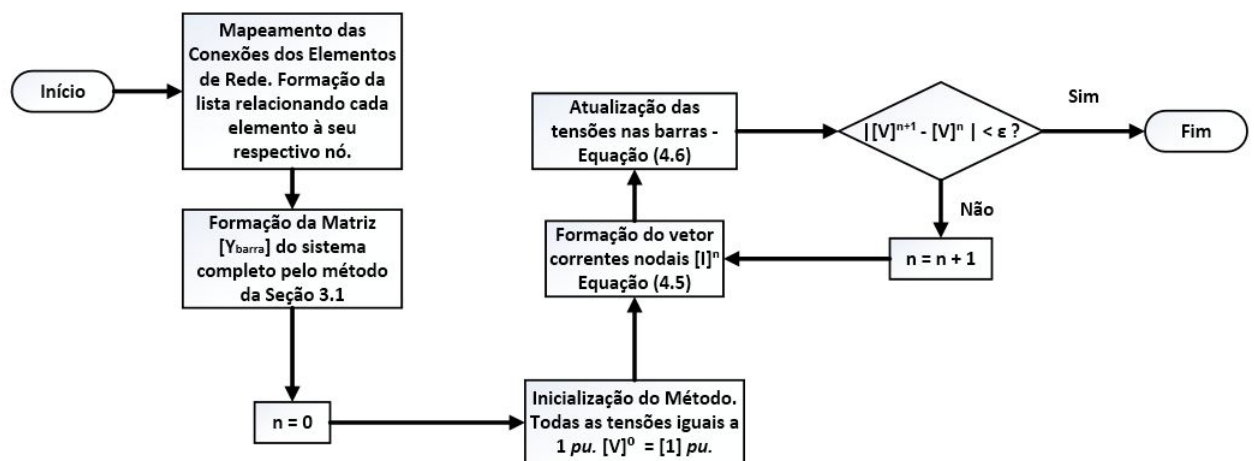 Início
Mapeamento das
Conexões dos Elementos
de Rede. Formação da
lista relacionando cada
elemento à seu
respectivo nó.
Formação da Matriz
[Ybarra] do sistema
completo pelo método
da Seção 3.1
n = 0
Inicialização do Método.
Todas as tensões iguais a
1 pu. [V]⁰ = [1] pu.
Formação do vetor
correntes nodais [I]ⁿ
Equação (4.5)
Atualização das
tensões nas barras -
Equação (4.6)
|[V]ⁿ⁺¹ - [V]ⁿ | < ε ?
Sim
Fim
Não
n = n + 1